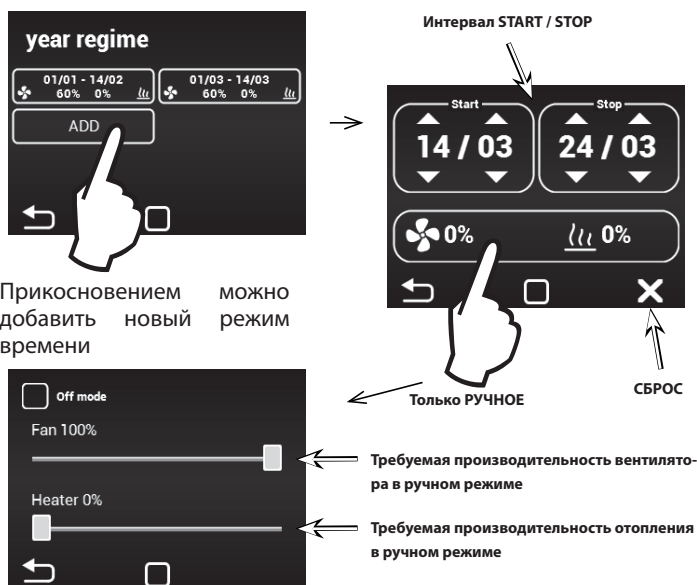 year regime
01/01 - 14/02
60% 0%
01/03 - 14/03
60% 0%
ADD
Прикосновением можно
добавить новый режим
времени
Интервал START / STOP
Start
14 / 03
Stop
24 / 03
0%
0%
Только РУЧНОЕ
СБРОС
Off mode
Fan 100%
Heater 0%
Требуемая производительность вентилято-
ра в ручном режиме
Требуемая производительность отопления
в ручном режиме